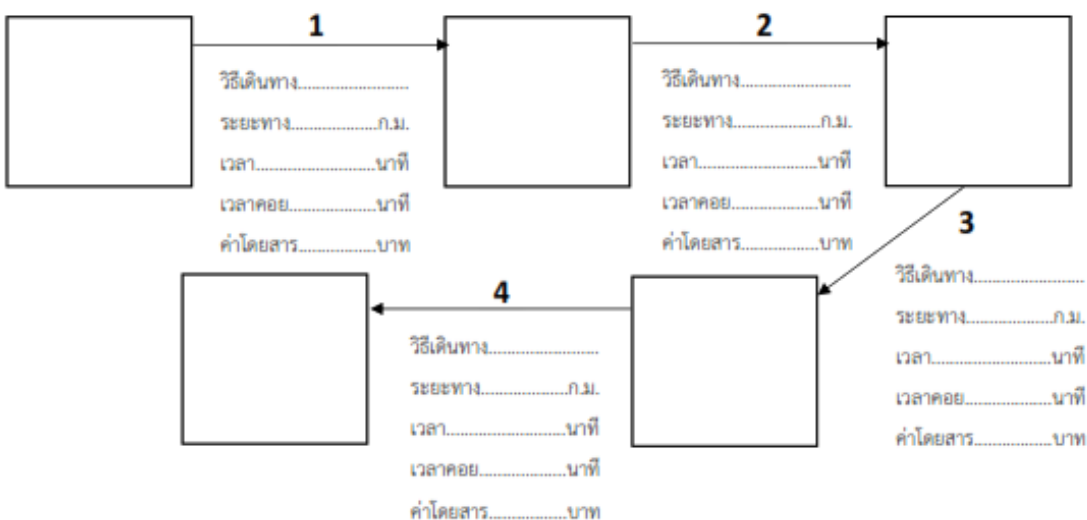 1
วิธีเดินทาง............................
ระยะทาง......................ก.ม.
เวลา..............................นาที
เวลาคอย......................นาที
ค่าโดยสาร...................บาท
2
วิธีเดินทาง............................
ระยะทาง......................ก.ม.
เวลา..............................นาที
เวลาคอย......................นาที
ค่าโดยสาร...................บาท
3
วิธีเดินทาง............................
ระยะทาง......................ก.ม.
เวลา..............................นาที
เวลาคอย......................นาที
ค่าโดยสาร...................บาท
4
วิธีเดินทาง............................
ระยะทาง......................ก.ม.
เวลา..............................นาที
เวลาคอย......................นาที
ค่าโดยสาร...................บาท